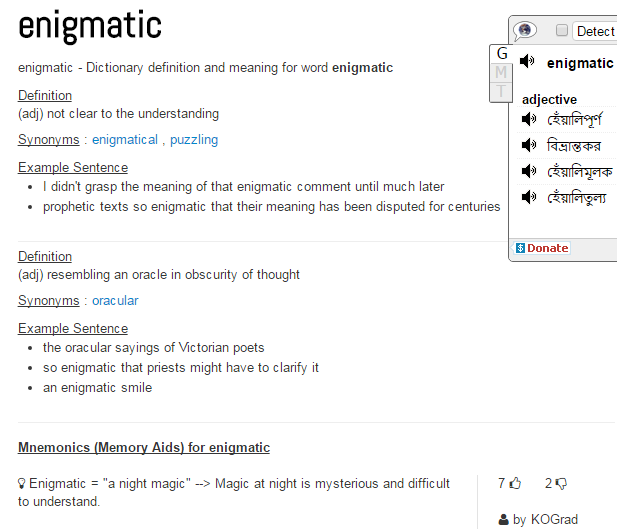 enigmatic
enigmatic - Dictionary definition and meaning for word enigmatic
Definition
(adj) not clear to the understanding
Synonyms : enigmatical , puzzling
Example Sentence
I didn't grasp the meaning of that enigmatic comment until much later
prophetic texts so enigmatic that their meaning has been disputed for centuries
Definition
(adj) resembling an oracle in obscurity of thought
Synonyms : oracular
Example Sentence
the oracular sayings of Victorian poets
so enigmatic that priests might have to clarify it
an enigmatic smile
Mnemonics (Memory Aids) for enigmatic
Enigmatic = "a night magic" --> Magic at night is mysterious and difficult
to understand.
7 2
by KOGrad
Detect
G
M
T
enigmatic
adjective
হেঁয়ালিপূর্ণ
বিভ্রান্তকর
হেঁয়ালিমূলক
হেঁয়ালিতুল্য
$ Donate